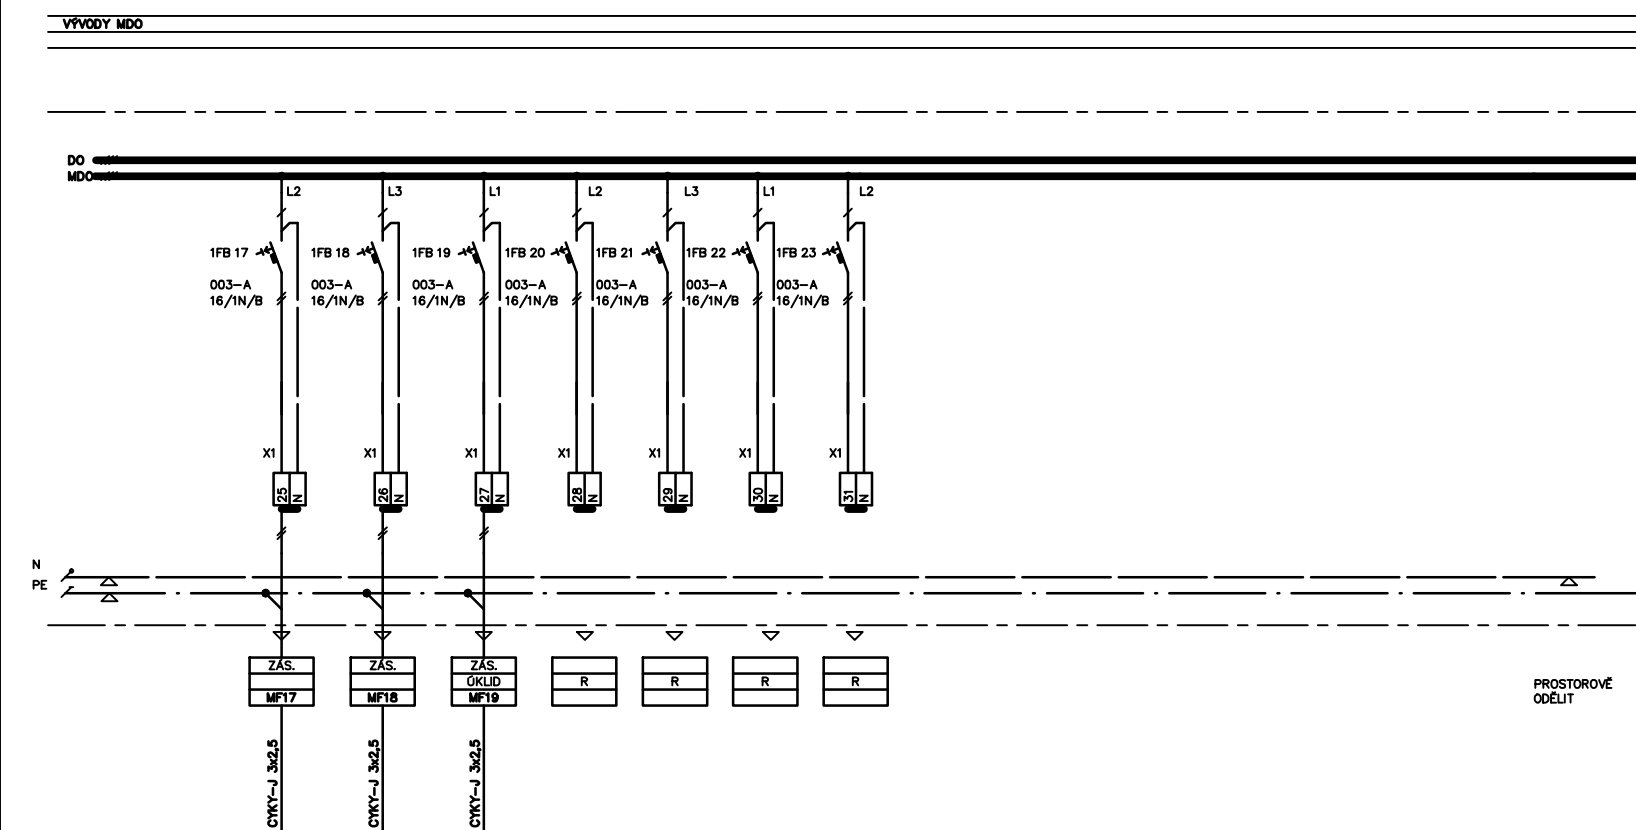 VÝVODY MDO
DO
MDO
L2 L3 L1 L2 L3 L1 L2
1FB 17 1FB 18 1FB 19 1FB 20 1FB 21 1FB 22 1FB 23
003-A 003-A 003-A 003-A 003-A 003-A 003-A
16/1N/B 16/1N/B 16/1N/B 16/1N/B 16/1N/B 16/1N/B 16/1N/B
X1 X1 X1 X1 X1 X1 X1
25 N 26 N 27 N 28 N 29 N 30 N 31 N
N
PE
ZÁS. ZÁS. ZÁS.
ÚKLID R R R R
MF17 MF18 MF19
PROSTOROVĚ
ODĚLIT
CYKY-J 3x2,5 CYKY-J 3x2,5 CYKY-J 3x2,5